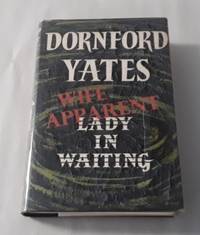 DORNFORD
YATES
WIFE
APPARENT
LADY
IN
WAITING